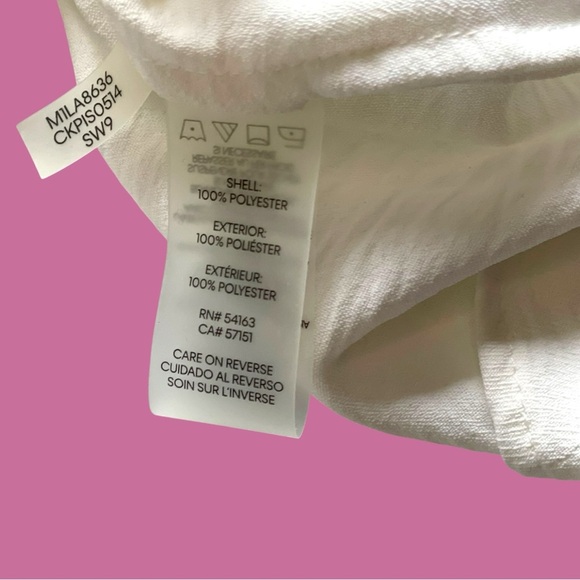 M1LA8636
CKPIS0514
SW9
SHELL:
100% POLYESTER
EXTERIOR:
100% POLIÉSTER
EXTÉRIEUR:
100% POLYESTER
RN# 54163
CA# 57151
CARE ON REVERSE
CUIDADO AL REVERSO
SOIN SUR L'INVERSE